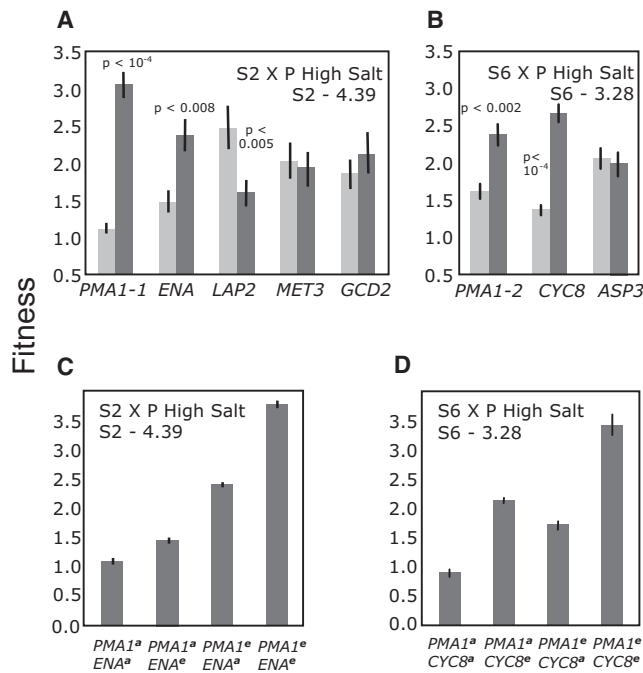 A
3.5
3.0
2.5
2.0
1.5
1.0
0.5
S2 X P High Salt
S2 - 4.39
p < 10-4
p < 0.008
p <
0.005
PMA1-1 ENA LAP2 MET3 GCD2
B
3.5
3.0
2.5
2.0
1.5
1.0
0.5
S6 X P High Salt
S6 - 3.28
p < 0.002
p<
10-4
PMA1-2 CYC8 ASP3
Fitness
C
3.5
3.0
2.5
2.0
1.5
1.0
0.5
0.0
S2 X P High Salt
S2 - 4.39
PMA1a PMA1a PMA1e PMA1e
ENAa ENAe ENAa ENAe
D
3.5
3.0
2.5
2.0
1.5
1.0
0.5
0.0
S6 X P High Salt
S6 - 3.28
PMA1a PMA1a PMA1e PMA1e
CYC8a CYC8e CYC8a CYC8e